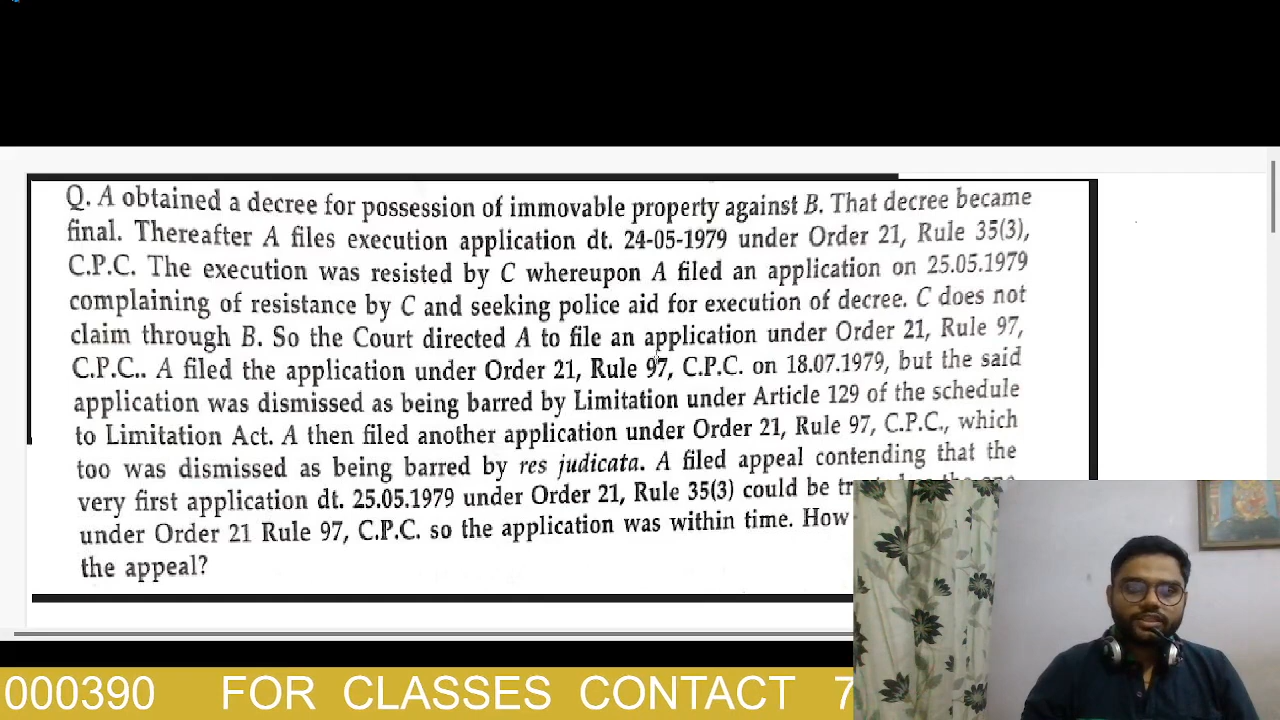 Q. A obtained a decree for possession of immovable property against B. That decree became
final. Thereafter A files execution application dt. 24-05-1979 under Order 21, Rule 35(3),
C.P.C. The execution was resisted by C whereupon A filed an application on 25.05.1979
complaining of resistance by C and seeking police aid for execution of decree. C does not
claim through B. So the Court directed A to file an application under Order 21, Rule 97,
C.P.C.. A filed the application under Order 21, Rule 97, C.P.C. on 18.07.1979, but the said
application was dismissed as being barred by Limitation under Article 129 of the schedule
to Limitation Act. A then filed another application under Order 21, Rule 97, C.P.C., which
too was dismissed as being barred by res judicata. A filed appeal contending that the
very first application dt. 25.05.1979 under Order 21, Rule 35(3) could be
under Order 21 Rule 97, C.P.C. so the application was within time. How
the appeal?
000390 FOR CLASSES CONTACT 7